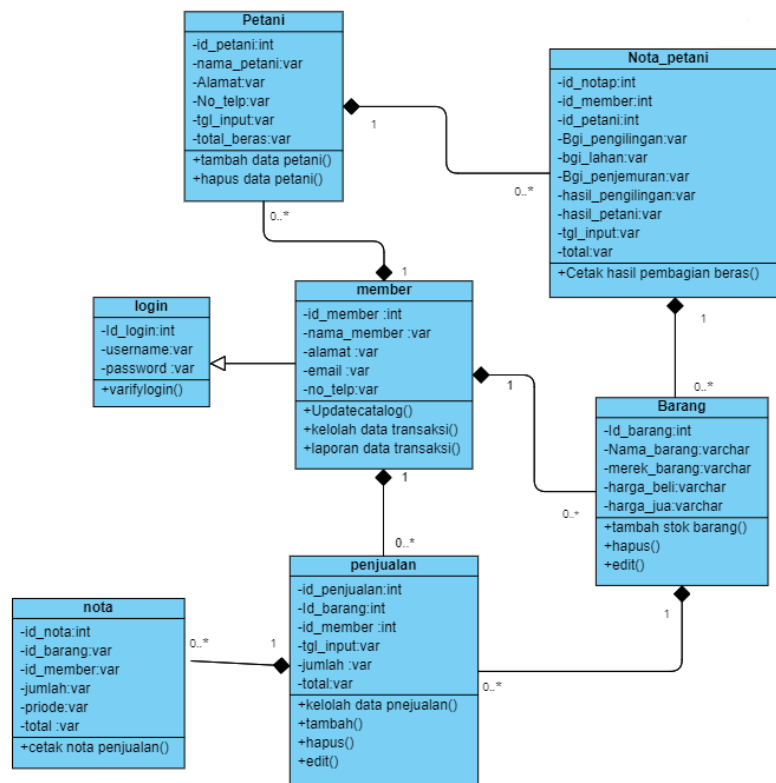 Petani
-id_petani:int
-nama_petani:var
-Alamat:var
-No_telp:var
-tgl_input:var
-total_beras:var
+tambah data petani()
+hapus data petani()
1
0..*
0..*
1
Nota_petani
-id_notap:int
-id_member:int
-id_petani:int
-Bgi_pengilingan:var
-bgi_lahan:var
-Bgi_penjemuran:var
-hasil_pengilingan:var
-hasil_petani:var
-tgl_input:var
-total:var
+Cetak hasil pembagian beras()
1
0..*
login
-Id_login:int
-username:var
-password :var
+varifylogin()
member
-id_member :int
-nama_member :var
-alamat :var
-email :var
-no_telp:var
+Updatecatalog()
+kelolah data transaksi()
+laporan data transaksi()
1
0..*
1
0..*
Barang
-Id_barang:int
-Nama_barang:varchar
-merek_barang:varchar
-harga_beli:varchar
-harga_jua:varchar
+tambah stok barang()
+hapus()
+edit()
1
0..*
penjualan
-id_penjualan:int
-Id_barang:int
-id_member :int
-tgl_input:var
-jumlah :var
-total:var
+kelolah data pnejualan()
+tambah()
+hapus()
+edit()
1
0..*
nota
-id_nota:int
-id_barang:var
-id_member:var
-jumlah:var
-priode:var
-total :var
+cetak nota penjualan()